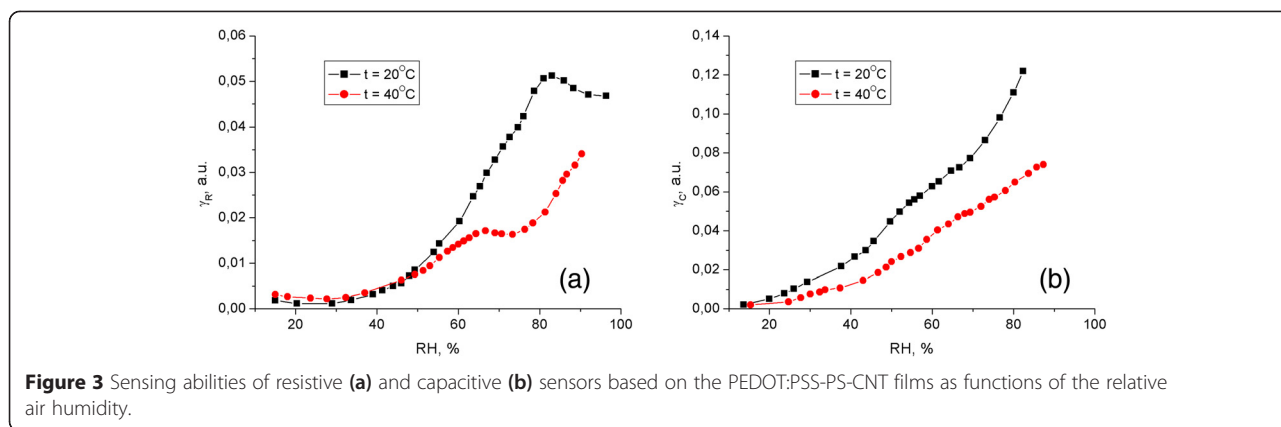 0,06
0,05
0,04
0,03
0,02
0,01
0,00
γR, a.u.
t = 20°C
t = 40°C
(a)
20 40 60 80 100
RH, %
0,14
0,12
0,10
0,08
0,06
0,04
0,02
0,00
γC, a.u.
t = 20°C
t = 40°C
(b)
20 40 60 80 100
RH, %
Figure 3 Sensing abilities of resistive (a) and capacitive (b) sensors based on the PEDOT:PSS-PS-CNT films as functions of the relative
air humidity.